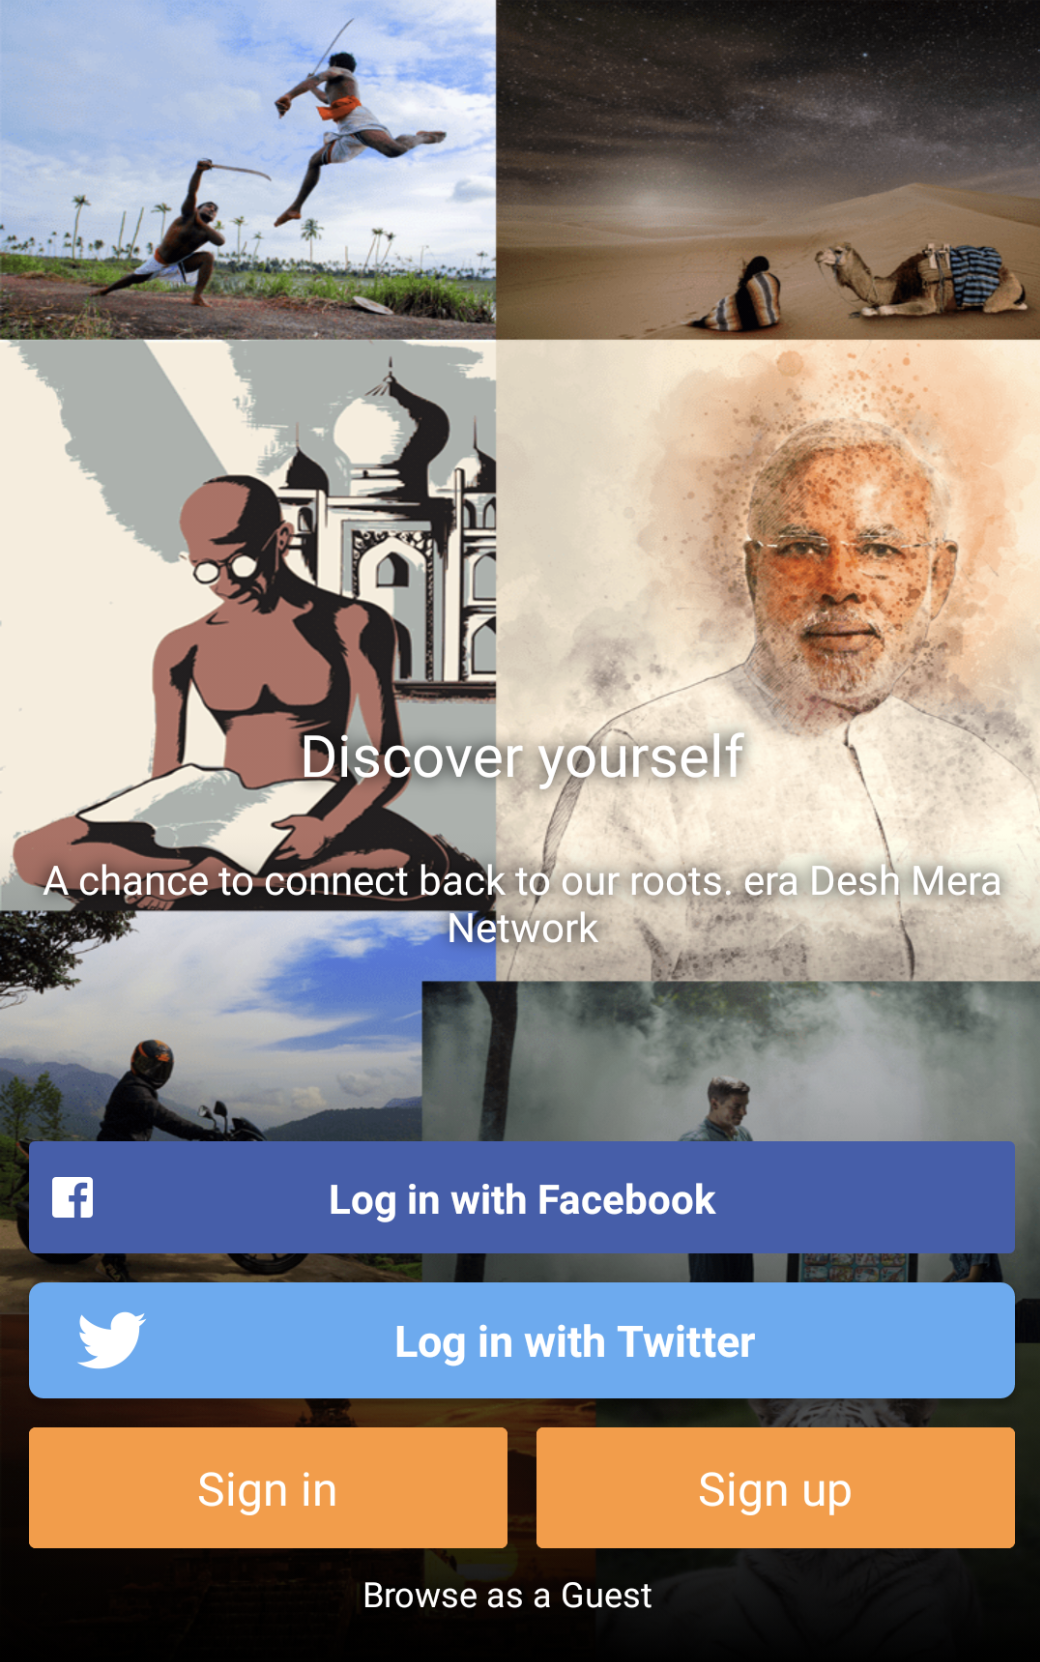 Discover yourself
A chance to connect back to our roots. era Desh Mera
Network
Log in with Facebook
Log in with Twitter
Sign in
Sign up
Browse as a Guest